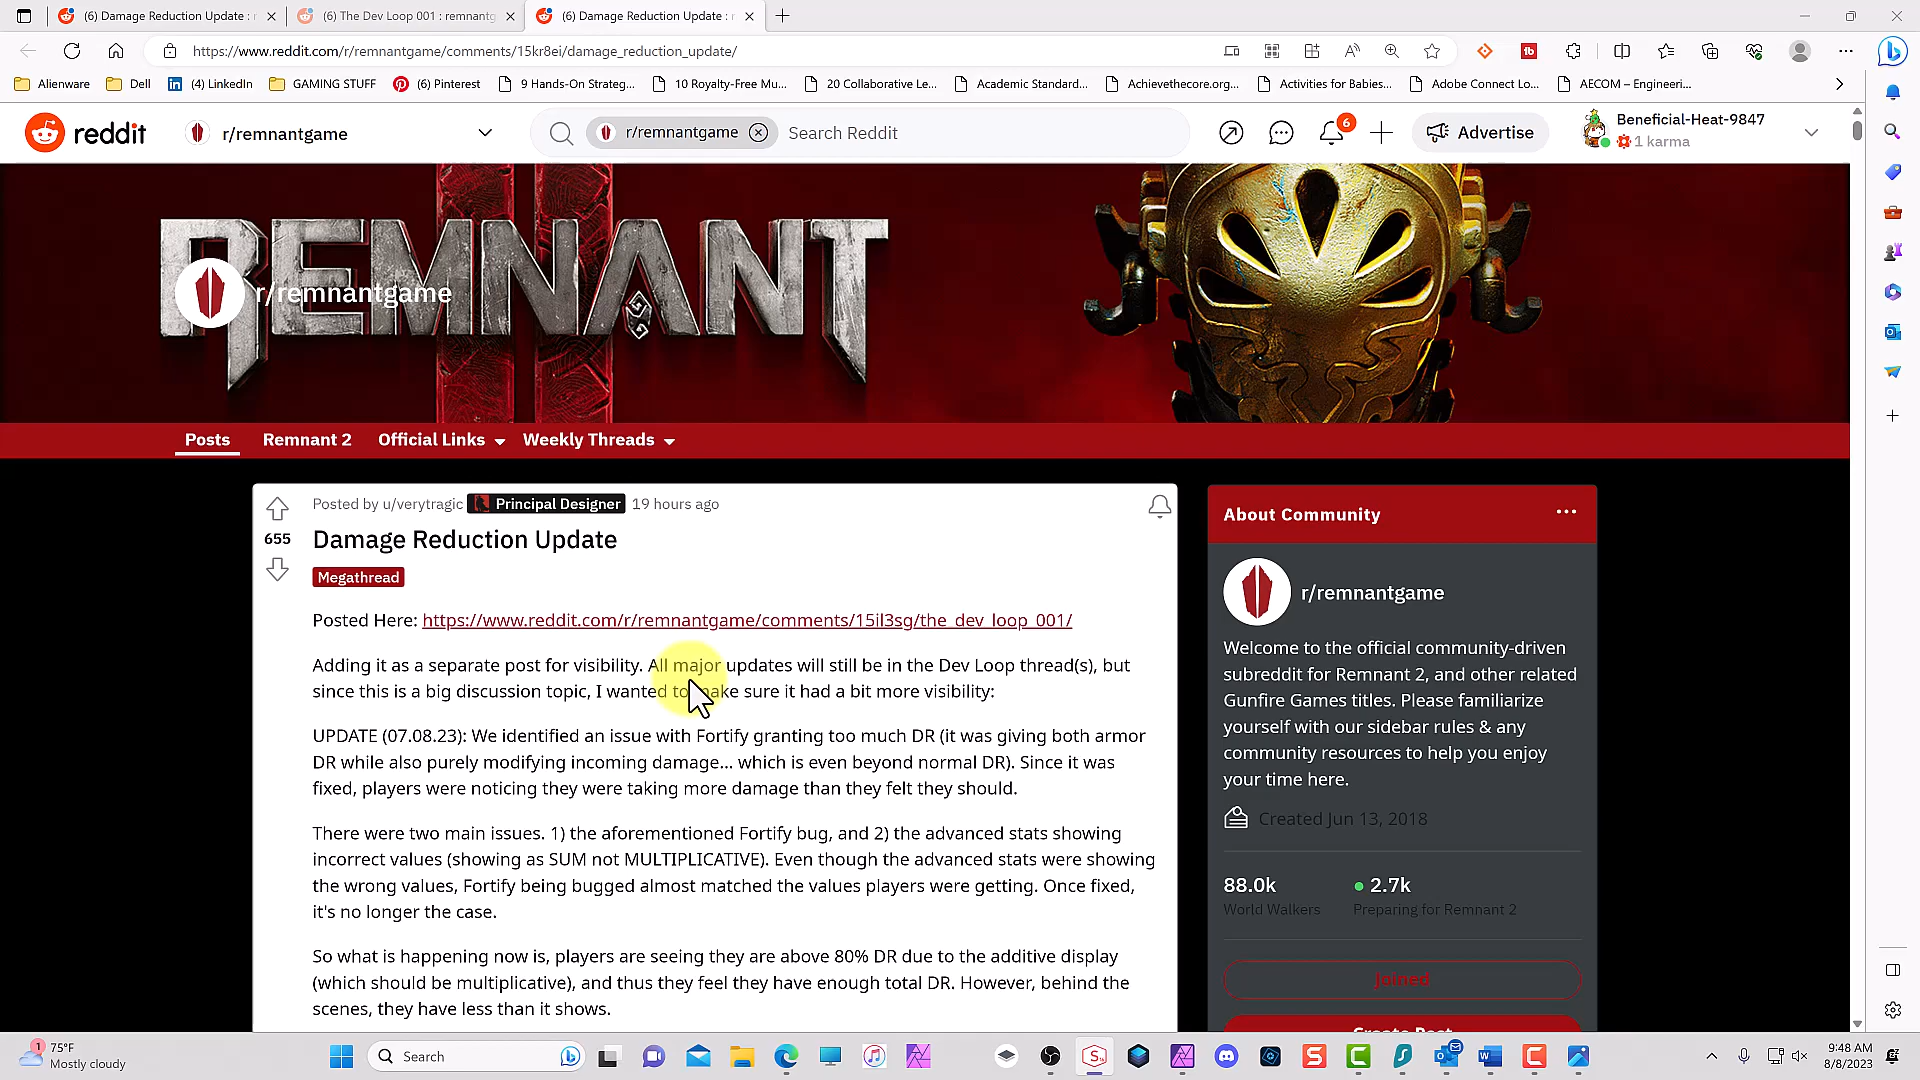 (6) Damage Reduction Update : r
(6) The Dev Loop 001 : remnantg
(6) Damage Reduction Update : r
https://www.reddit.com/r/remnantgame/comments/15kr8ei/damage_reduction_update/
Alienware
Dell
(4) LinkedIn
GAMING STUFF
(6) Pinterest
9 Hands-On Strateg...
10 Royalty-Free Mu...
20 Collaborative Le...
Academic Standard...
Achievethecore.org...
Activities for Babies...
Adobe Connect Lo...
AECOM – Engineeri...
reddit
r/remnantgame
r/remnantgame
Search Reddit
6
Advertise
Beneficial-Heat-9847
1 karma
REMNANT
r/remnantgame
Posts
Remnant 2
Official Links
Weekly Threads
Posted by u/verytragic Principal Designer 19 hours ago
655
Damage Reduction Update
Megathread
Posted Here: https://www.reddit.com/r/remnantgame/comments/15il3sg/the_dev_loop_001/
Adding it as a separate post for visibility. All major updates will still be in the Dev Loop thread(s), but
since this is a big discussion topic, I wanted to make sure it had a bit more visibility:
UPDATE (07.08.23): We identified an issue with Fortify granting too much DR (it was giving both armor
DR while also purely modifying incoming damage... which is even beyond normal DR). Since it was
fixed, players were noticing they were taking more damage than they felt they should.
There were two main issues. 1) the aforementioned Fortify bug, and 2) the advanced stats showing
incorrect values (showing as SUM not MULTIPLICATIVE). Even though the advanced stats were showing
the wrong values, Fortify being bugged almost matched the values players were getting. Once fixed,
it's no longer the case.
So what is happening now is, players are seeing they are above 80% DR due to the additive display
(which should be multiplicative), and thus they feel they have enough total DR. However, behind the
scenes, they have less than it shows.
About Community
r/remnantgame
Welcome to the official community-driven
subreddit for Remnant 2, and other related
Gunfire Games titles. Please familiarize
yourself with our sidebar rules & any
community resources to help you enjoy
your time here.
Created Jun 13, 2018
88.0k
World Walkers
2.7k
Preparing for Remnant 2
Joined
Create Post
1
75°F
Mostly cloudy
Search
9:48 AM
8/8/2023